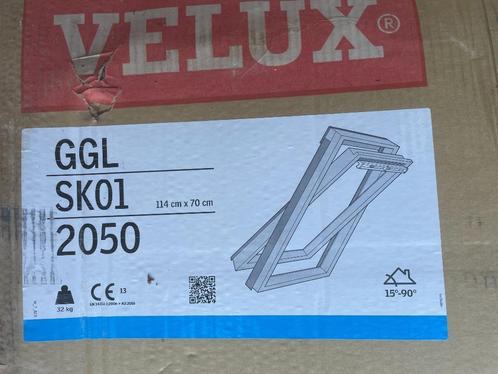 VELUX®
GGL
SK01 114 cm x 70 cm
2050
32 kg
CE 13
15°-90°